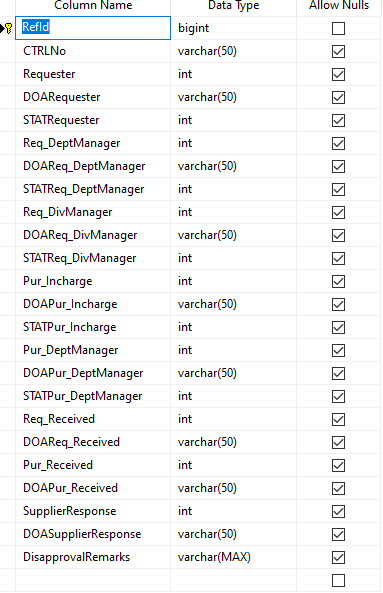 Column Name Data Type Allow Nulls
RefId bigint
CTRLNo varchar(50)
Requester int
DOARequester varchar(50)
STATRequester int
Req_DeptManager int
DOAReq_DeptManager varchar(50)
STATReq_DeptManager int
Req_DivManager int
DOAReq_DivManager varchar(50)
STATReq_DivManager int
Pur_Incharge int
DOAPur_Incharge varchar(50)
STATPur_Incharge int
Pur_DeptManager int
DOAPur_DeptManager varchar(50)
STATPur_DeptManager int
Req_Received int
DOAReq_Received varchar(50)
Pur_Received int
DOAPur_Received varchar(50)
SupplierResponse int
DOASupplierResponse varchar(50)
DisapprovalRemarks varchar(MAX)